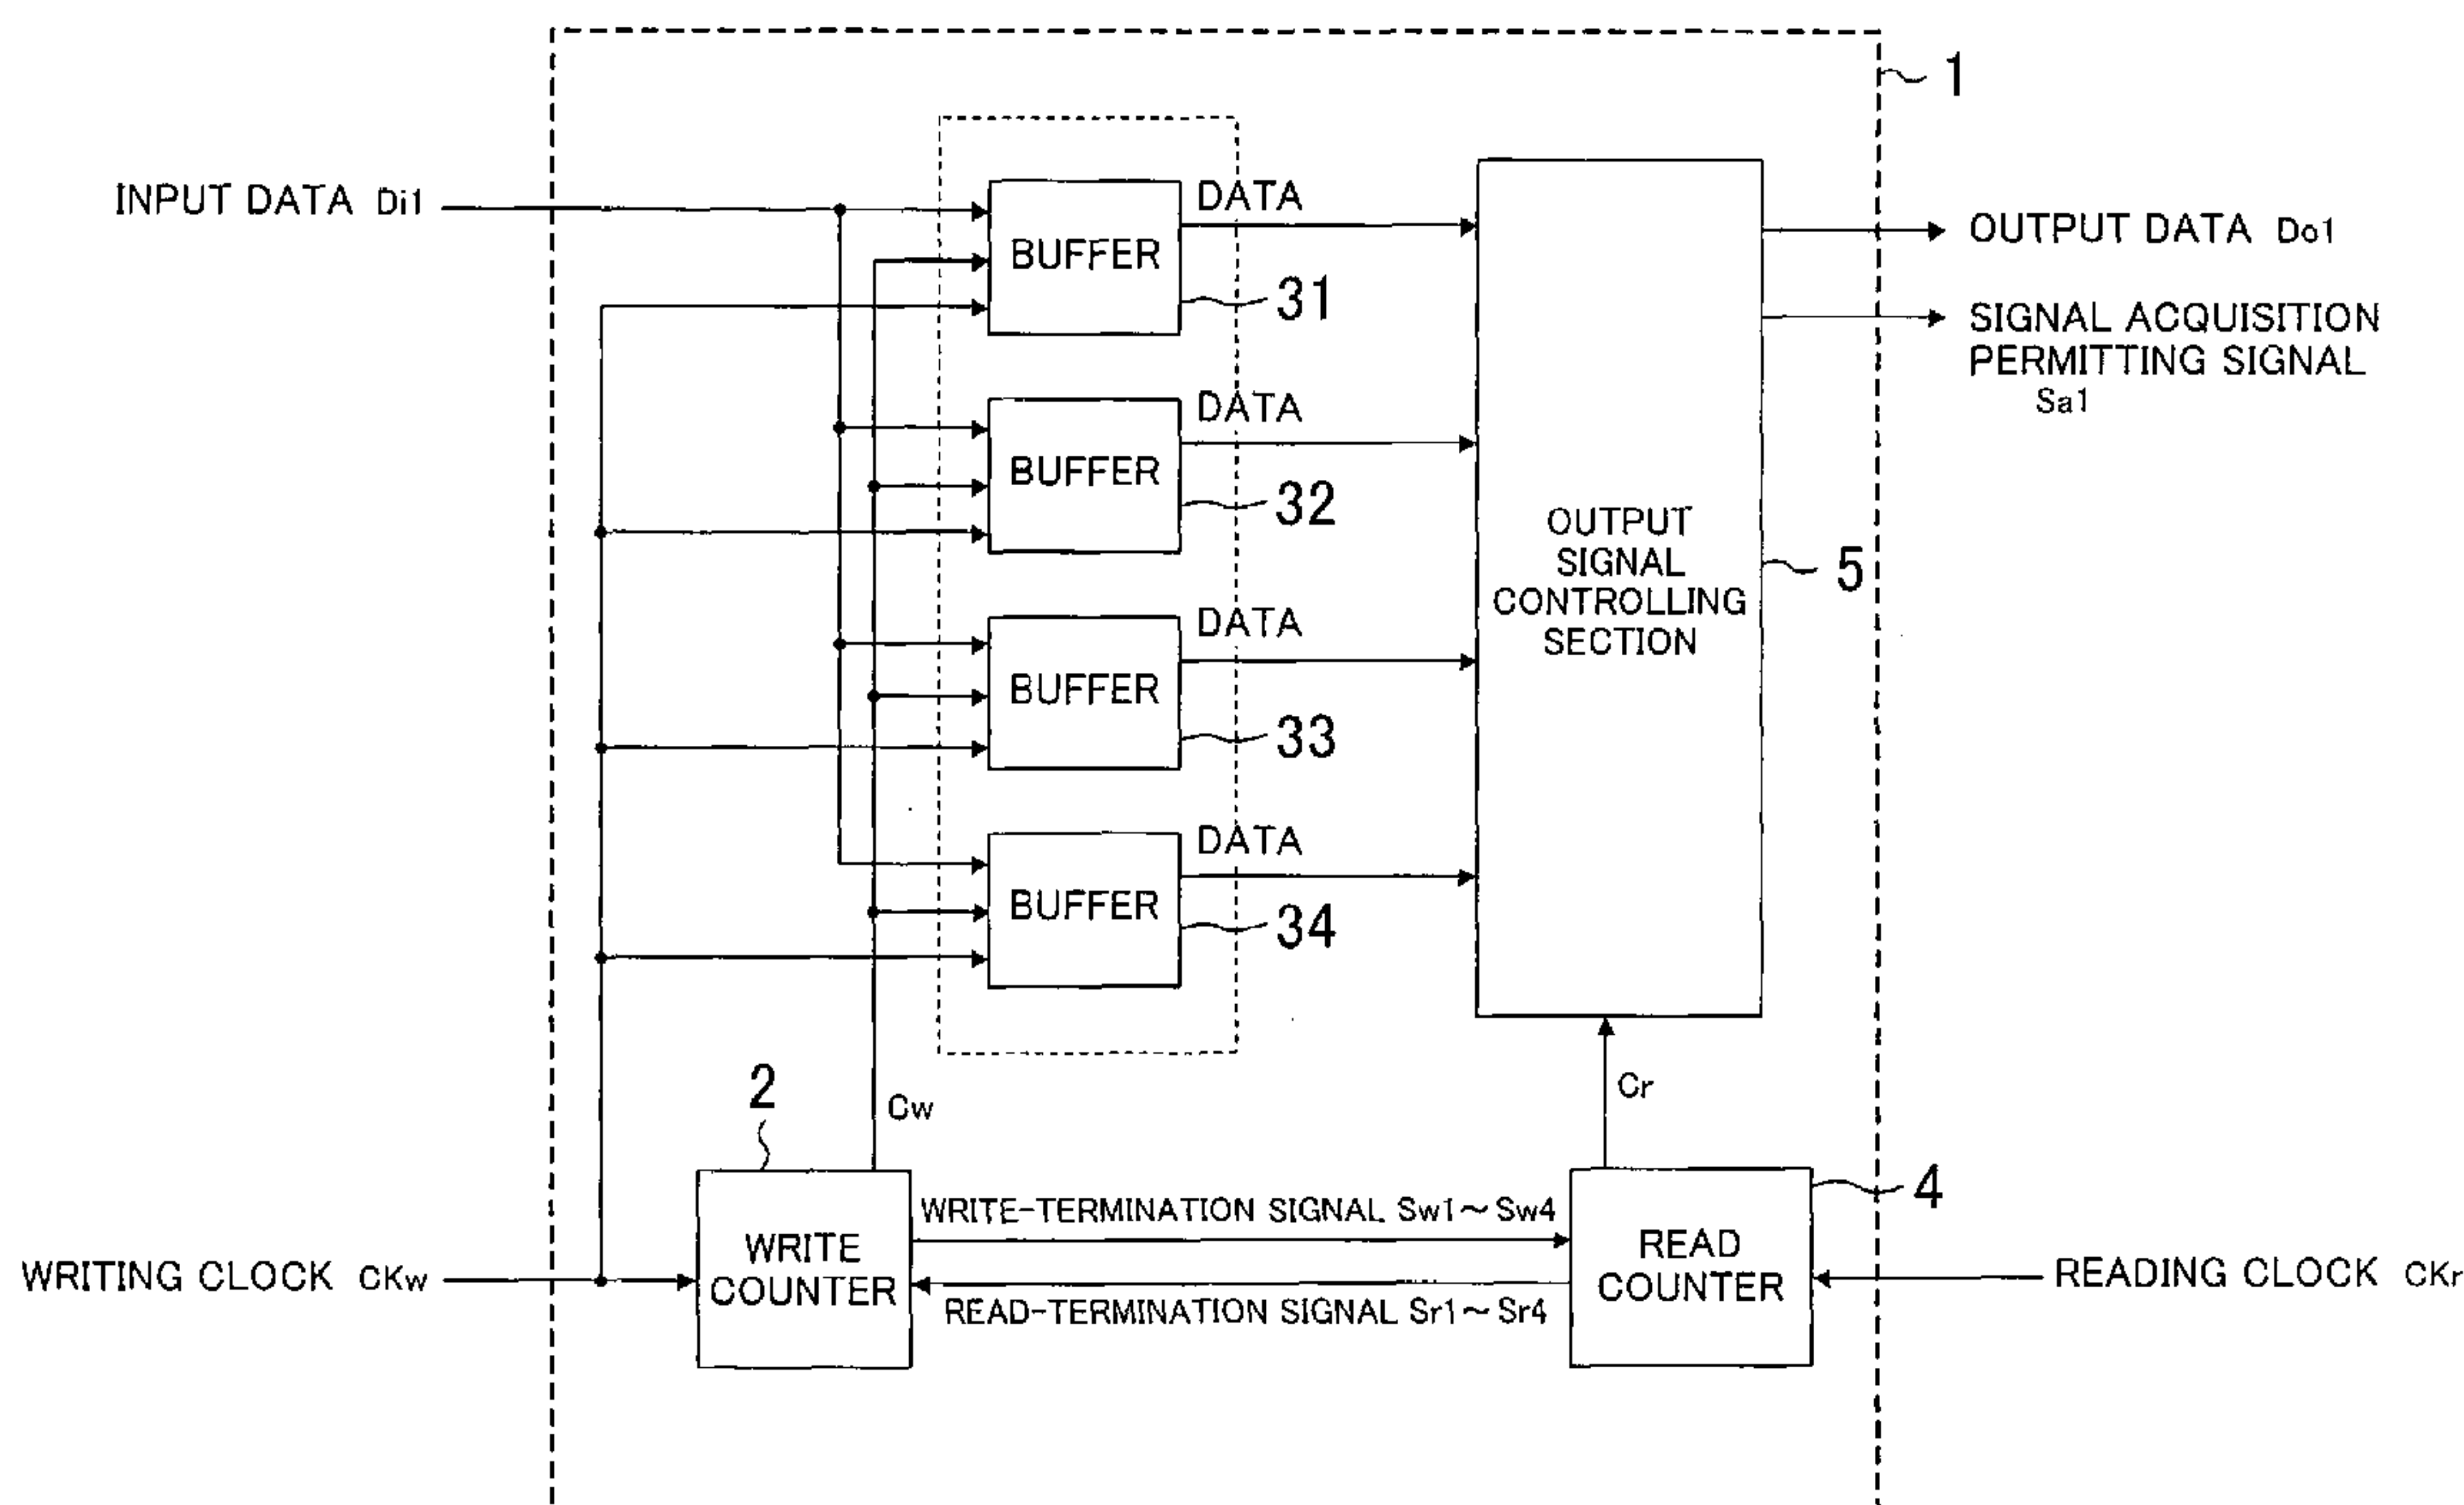 1
INPUT DATA Di1
DATA
BUFFER
31
OUTPUT DATA Do1
SIGNAL ACQUISITION
PERMITTING SIGNAL
Sa1
DATA
BUFFER
32
OUTPUT
SIGNAL
CONTROLLING
SECTION
5
DATA
BUFFER
33
DATA
BUFFER
34
2
Cw
Cr
4
WRITE-TERMINATION SIGNAL Sw1~Sw4
WRITE
COUNTER
READ
COUNTER
WRITING CLOCK CKw
READING CLOCK CKr
READ-TERMINATION SIGNAL Sr1~Sr4